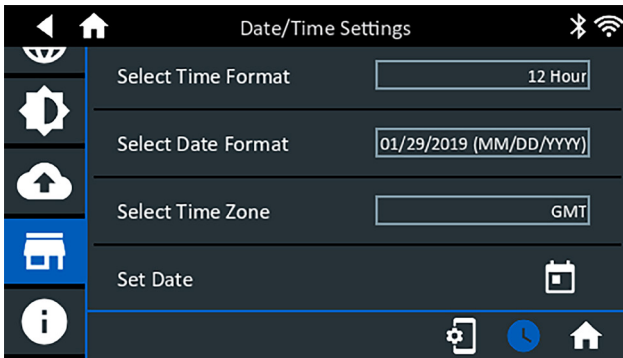 Date/Time Settings
Select Time Format 12 Hour
Select Date Format 01/29/2019 (MM/DD/YYYY)
Select Time Zone GMT
Set Date